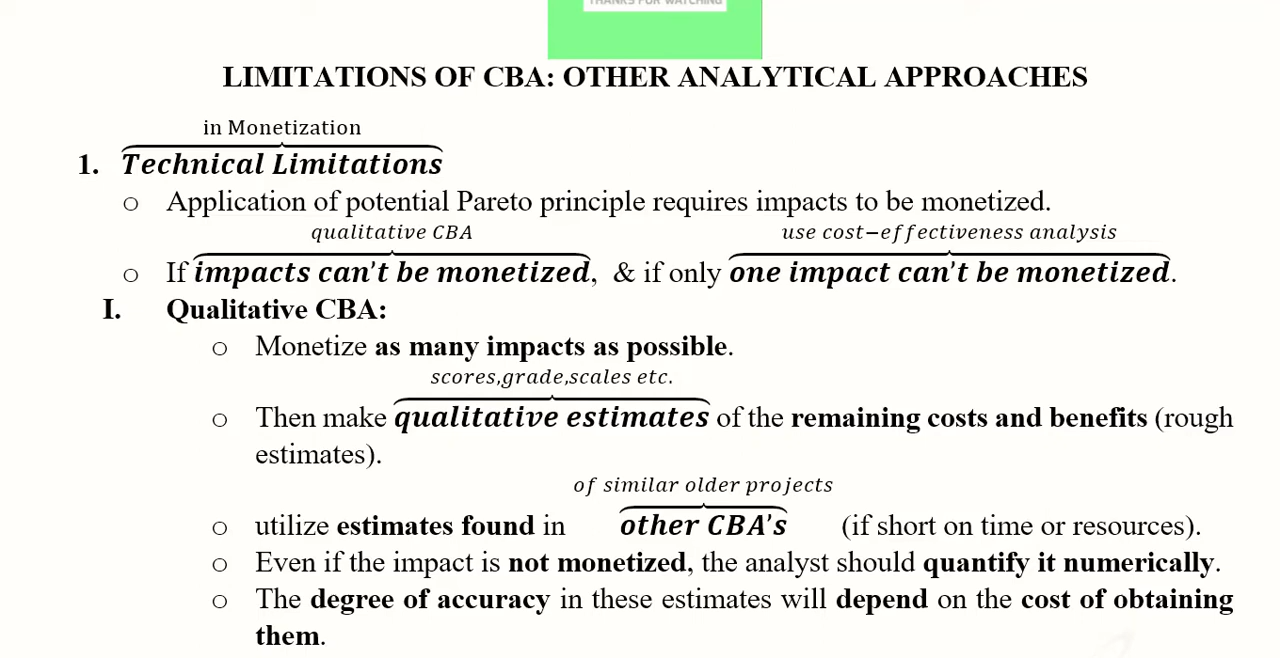 THANKS FOR WATCHING
LIMITATIONS OF CBA: OTHER ANALYTICAL APPROACHES
in Monetization
1. Technical Limitations
o Application of potential Pareto principle requires impacts to be monetized.
qualitative CBA use cost−effectiveness analysis
o If impacts can't be monetized, & if only one impact can't be monetized.
I. Qualitative CBA:
o Monetize as many impacts as possible.
scores,grade,scales etc.
o Then make qualitative estimates of the remaining costs and benefits (rough
estimates).
of similar older projects
o utilize estimates found in other CBA's (if short on time or resources).
o Even if the impact is not monetized, the analyst should quantify it numerically.
o The degree of accuracy in these estimates will depend on the cost of obtaining
them.